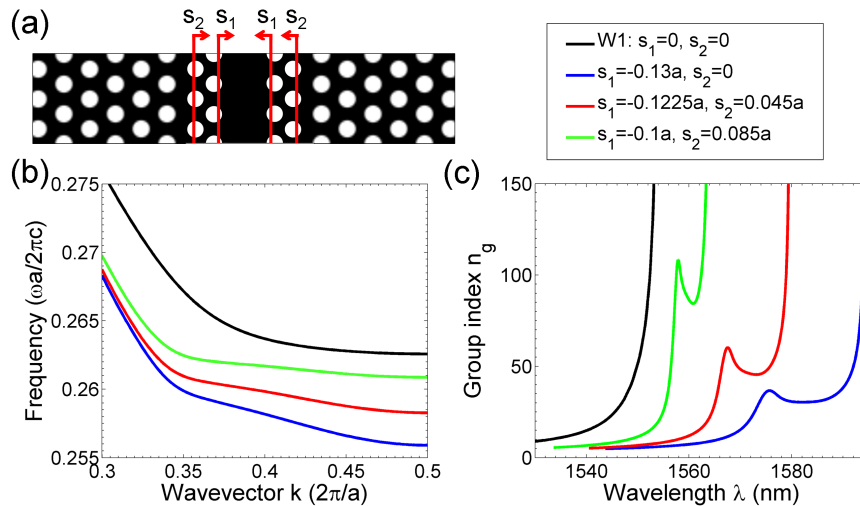 (a)
s₂ s₁ s₁ s₂
W1: s₁=0, s₂=0
s₁=-0.13a, s₂=0
s₁=-0.1225a, s₂=0.045a
s₁=-0.1a, s₂=0.085a
(b)
0.275
0.27
0.265
0.26
0.255
Frequency (ωa/2πc)
0.3 0.35 0.4 0.45 0.5
Wavevector k (2π/a)
(c)
150
100
50
0
Group index n_g
1540 1560 1580
Wavelength λ (nm)